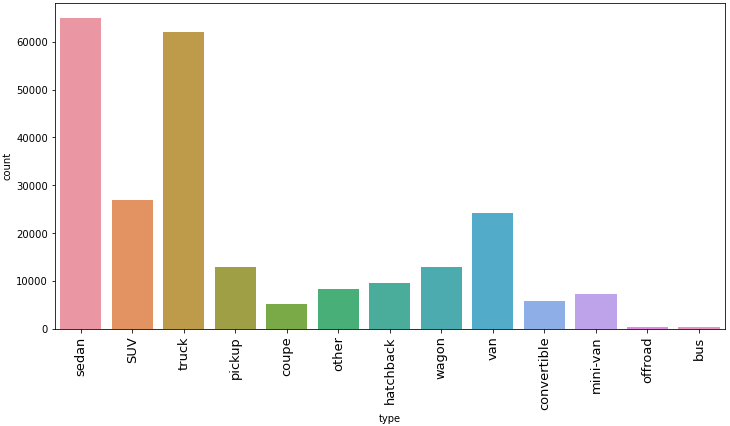 60000
50000
40000
30000
20000
10000
0
count
sedan
SUV
truck
pickup
coupe
other
hatchback
wagon
van
convertible
mini-van
offroad
bus
type